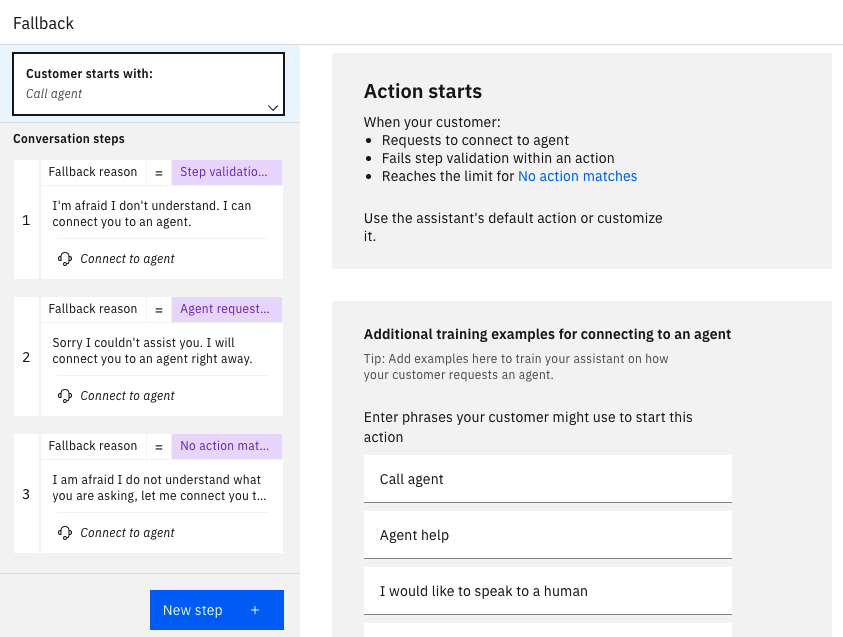 Fallback
Customer starts with:
Call agent
Conversation steps
1
Fallback reason = Step validatio...
I'm afraid I don't understand. I can
connect you to an agent.
Connect to agent
2
Fallback reason = Agent request...
Sorry I couldn't assist you. I will
connect you to an agent right away.
Connect to agent
3
Fallback reason = No action mat...
I am afraid I do not understand what
you are asking, let me connect you t...
Connect to agent
New step +
Action starts
When your customer:
• Requests to connect to agent
• Fails step validation within an action
• Reaches the limit for No action matches
Use the assistant's default action or customize
it.
Additional training examples for connecting to an agent
Tip: Add examples here to train your assistant on how
your customer requests an agent.
Enter phrases your customer might use to start this
action
Call agent
Agent help
I would like to speak to a human